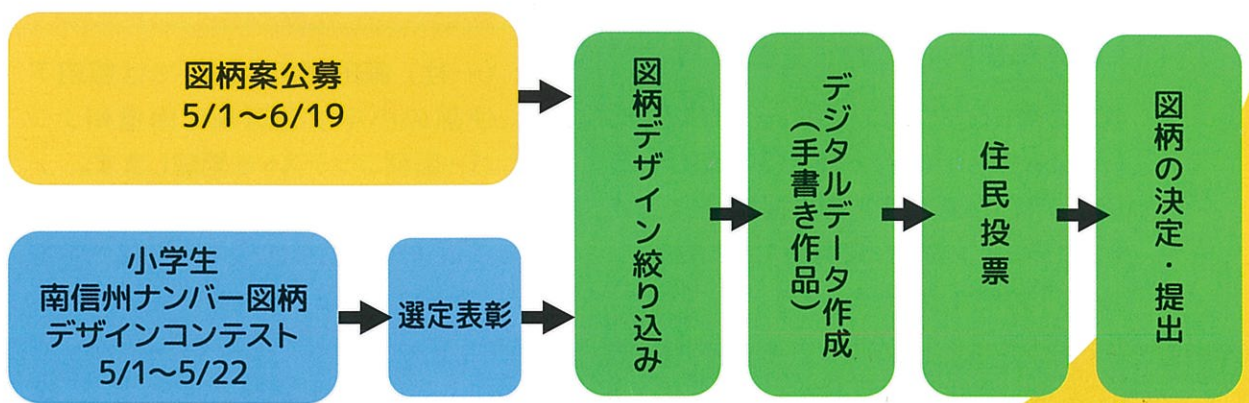 図柄案公募
5/1～6/19
小学生
南信州ナンバー図柄
デザインコンテスト
5/1～5/22
選定表彰
図柄デザイン絞り込み
デジタルデータ作成
（手書き作品）
住民投票
図柄の決定・提出